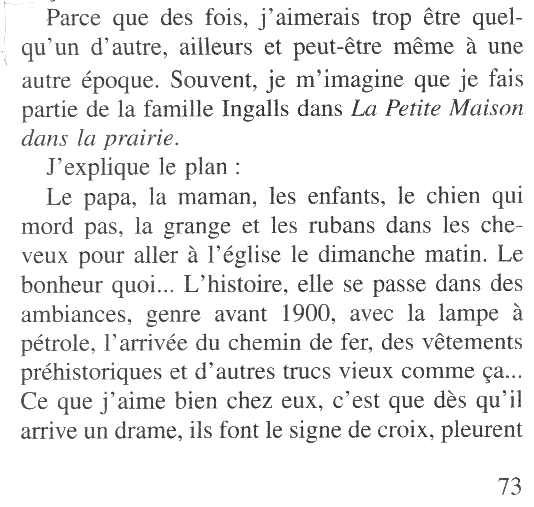 Parce que des fois, j'aimerais trop être quel-
qu'un d'autre, ailleurs et peut-être même à une
autre époque. Souvent, je m'imagine que je fais
partie de la famille Ingalls dans La Petite Maison
dans la prairie.
J'explique le plan :
Le papa, la maman, les enfants, le chien qui
mord pas, la grange et les rubans dans les che-
veux pour aller à l'église le dimanche matin. Le
bonheur quoi... L'histoire, elle se passe dans des
ambiances, genre avant 1900, avec la lampe à
pétrole, l'arrivée du chemin de fer, des vêtements
préhistoriques et d'autres trucs vieux comme ça...
Ce que j'aime bien chez eux, c'est que dès qu'il
arrive un drame, ils font le signe de croix, pleurent
73